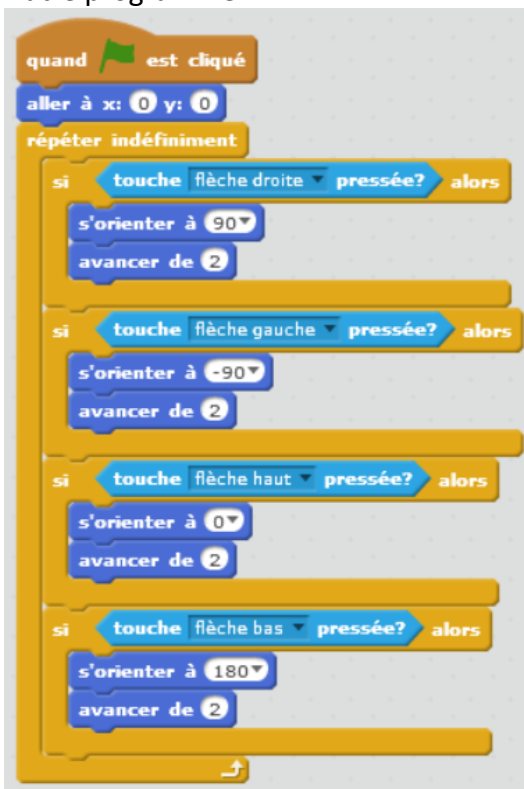 quand est cliqué
aller à x: 0 y: 0
répéter indéfiniment
si touche flèche droite pressée? alors
s'orienter à 90
avancer de 2
si touche flèche gauche pressée? alors
s'orienter à -90
avancer de 2
si touche flèche haut pressée? alors
s'orienter à 0
avancer de 2
si touche flèche bas pressée? alors
s'orienter à 180
avancer de 2